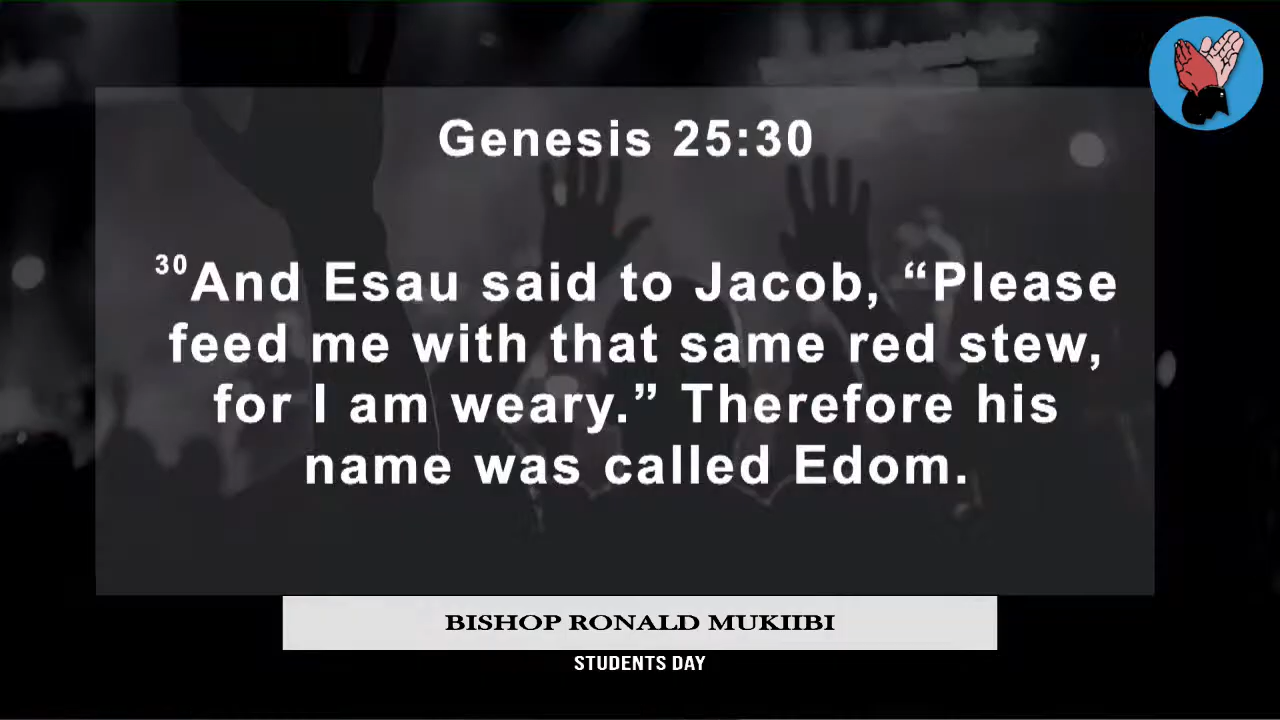 Genesis 25:30
30And Esau said to Jacob, “Please
feed me with that same red stew,
for I am weary.” Therefore his
name was called Edom.
BISHOP RONALD MUKIIBI
STUDENTS DAY